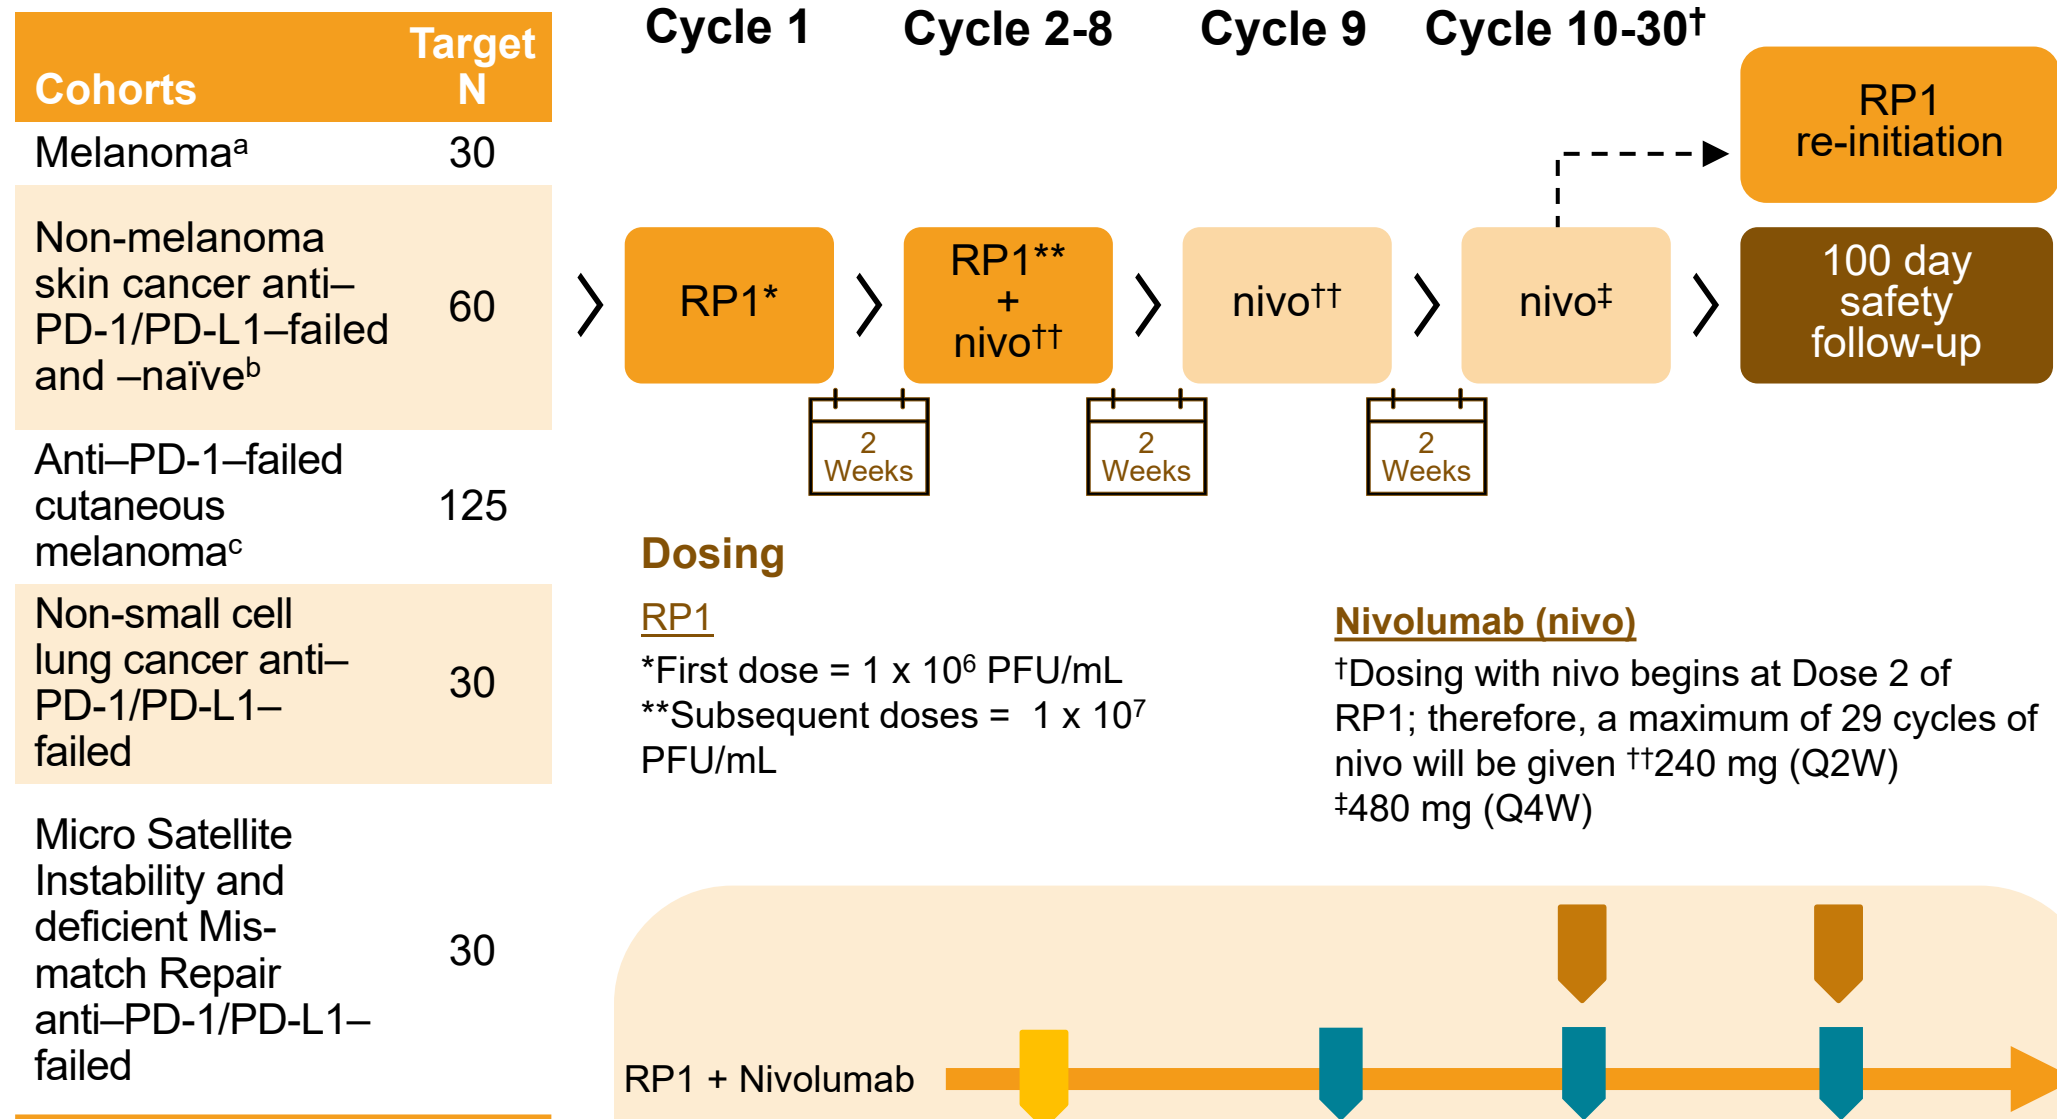 Cohorts Target N
Melanomaᵃ 30
Non-melanoma
skin cancer anti–
PD-1/PD-L1–failed
and –naïveᵇ
60
Anti–PD-1–failed
cutaneous
melanomaᶜ
125
Non-small cell
lung cancer anti–
PD-1/PD-L1–
failed
30
Micro Satellite
Instability and
deficient Mis-
match Repair
anti–PD-1/PD-L1–
failed
30
Cycle 1
Cycle 2-8
Cycle 9
Cycle 10-30†
RP1*
RP1**
+
nivo††
nivo††
nivo‡
RP1
re-initiation
100 day
safety
follow-up
2
Weeks
2
Weeks
2
Weeks
Dosing
RP1
*First dose = 1 x 10⁶ PFU/mL
**Subsequent doses = 1 x 10⁷
PFU/mL
Nivolumab (nivo)
†Dosing with nivo begins at Dose 2 of
RP1; therefore, a maximum of 29 cycles of
nivo will be given ††240 mg (Q2W)
‡480 mg (Q4W)
RP1 + Nivolumab